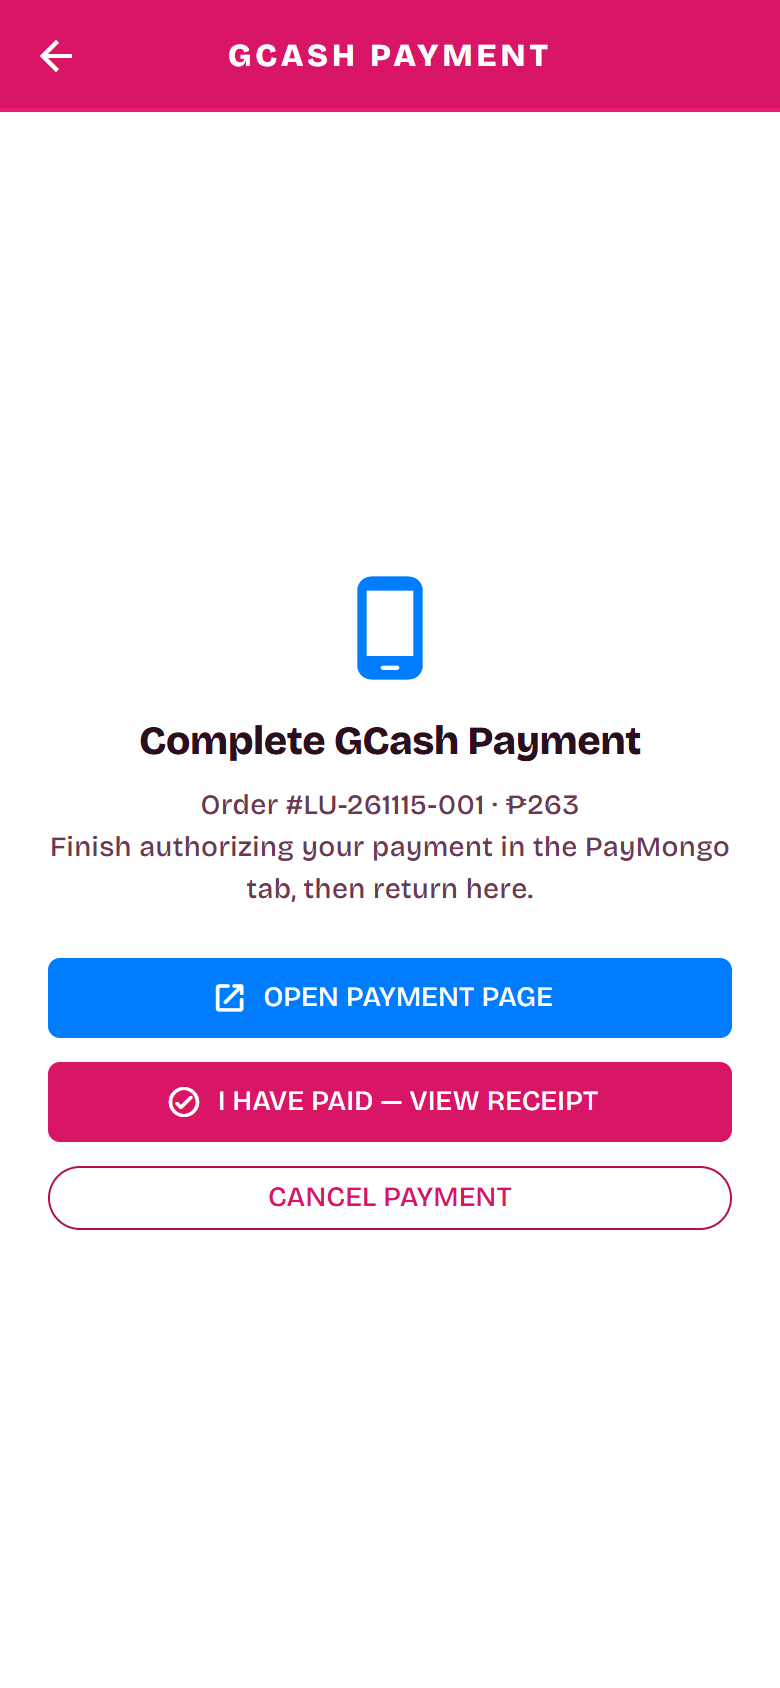 GCASH PAYMENT
Complete GCash Payment
Order #LU-261115-001 · ₱263
Finish authorizing your payment in the PayMongo
tab, then return here.
OPEN PAYMENT PAGE
I HAVE PAID — VIEW RECEIPT
CANCEL PAYMENT